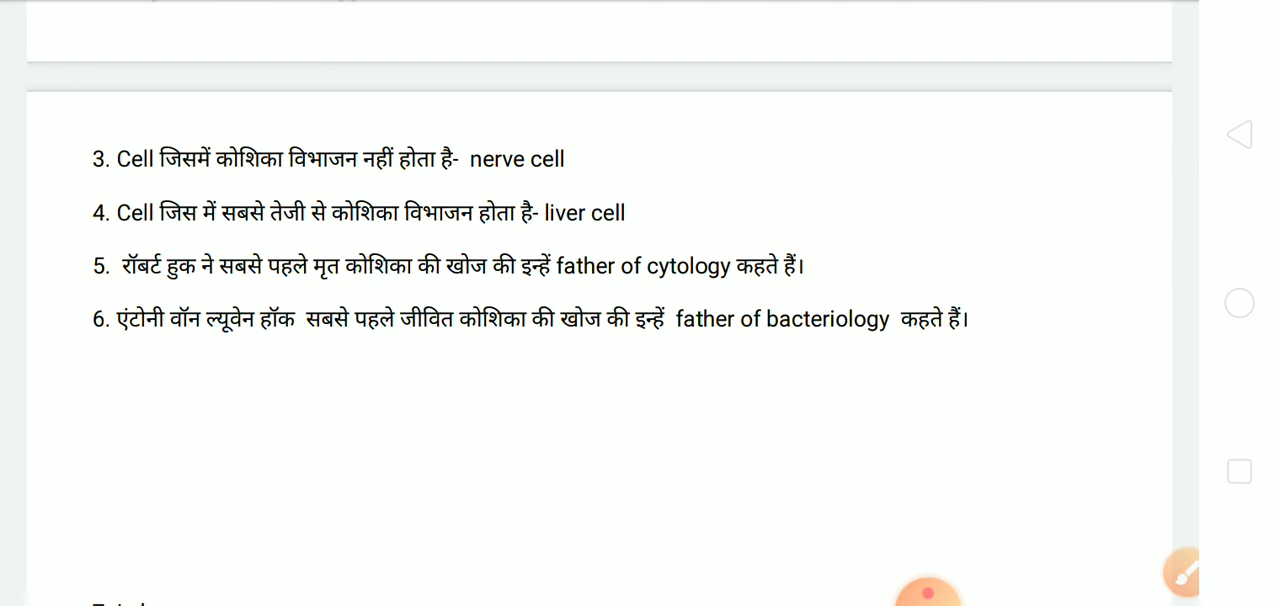 3. Cell जिसमें कोशिका विभाजन नहीं होता है- nerve cell
4. Cell जिस में सबसे तेजी से कोशिका विभाजन होता है- liver cell
5. रॉबर्ट हुक ने सबसे पहले मृत कोशिका की खोज की इन्हें father of cytology कहते हैं।
6. एंटोनी वॉन ल्यूवेन हॉक सबसे पहले जीवित कोशिका की खोज की इन्हें father of bacteriology कहते हैं।